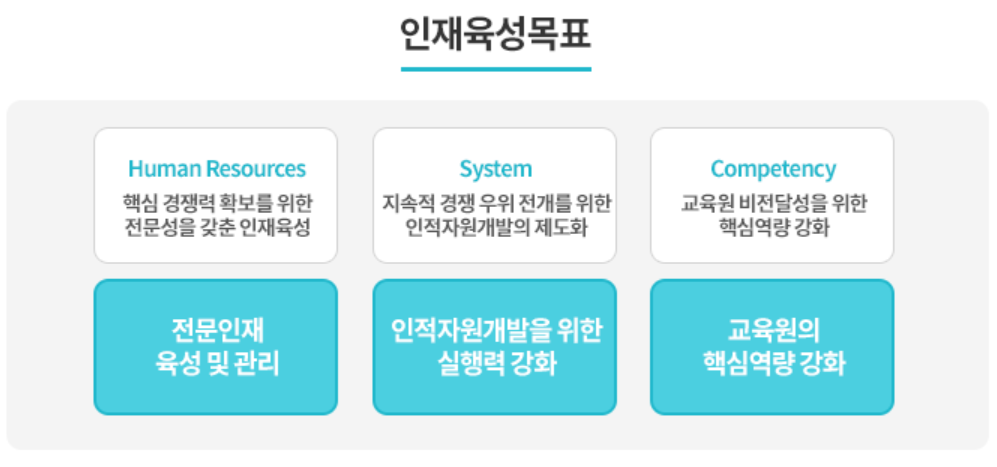 인재육성목표
Human Resources
핵심 경쟁력 확보를 위한
전문성을 갖춘 인재육성
System
지속적 경쟁 우위 전개를 위한
인적자원개발의 제도화
Competency
교육원 비전달성을 위한
핵심역량 강화
전문인재
육성 및 관리
인적자원개발을 위한
실행력 강화
교육원의
핵심역량 강화